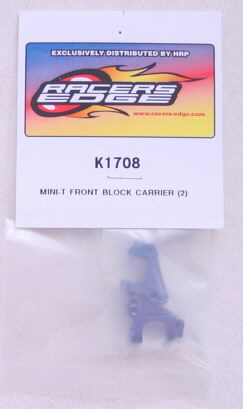 EXCLUSIVELY DISTRIBUTED BY HRP
RACERS
EDGE
www.racers-edge.com
K1708
MINI-T FRONT BLOCK CARRIER (2)